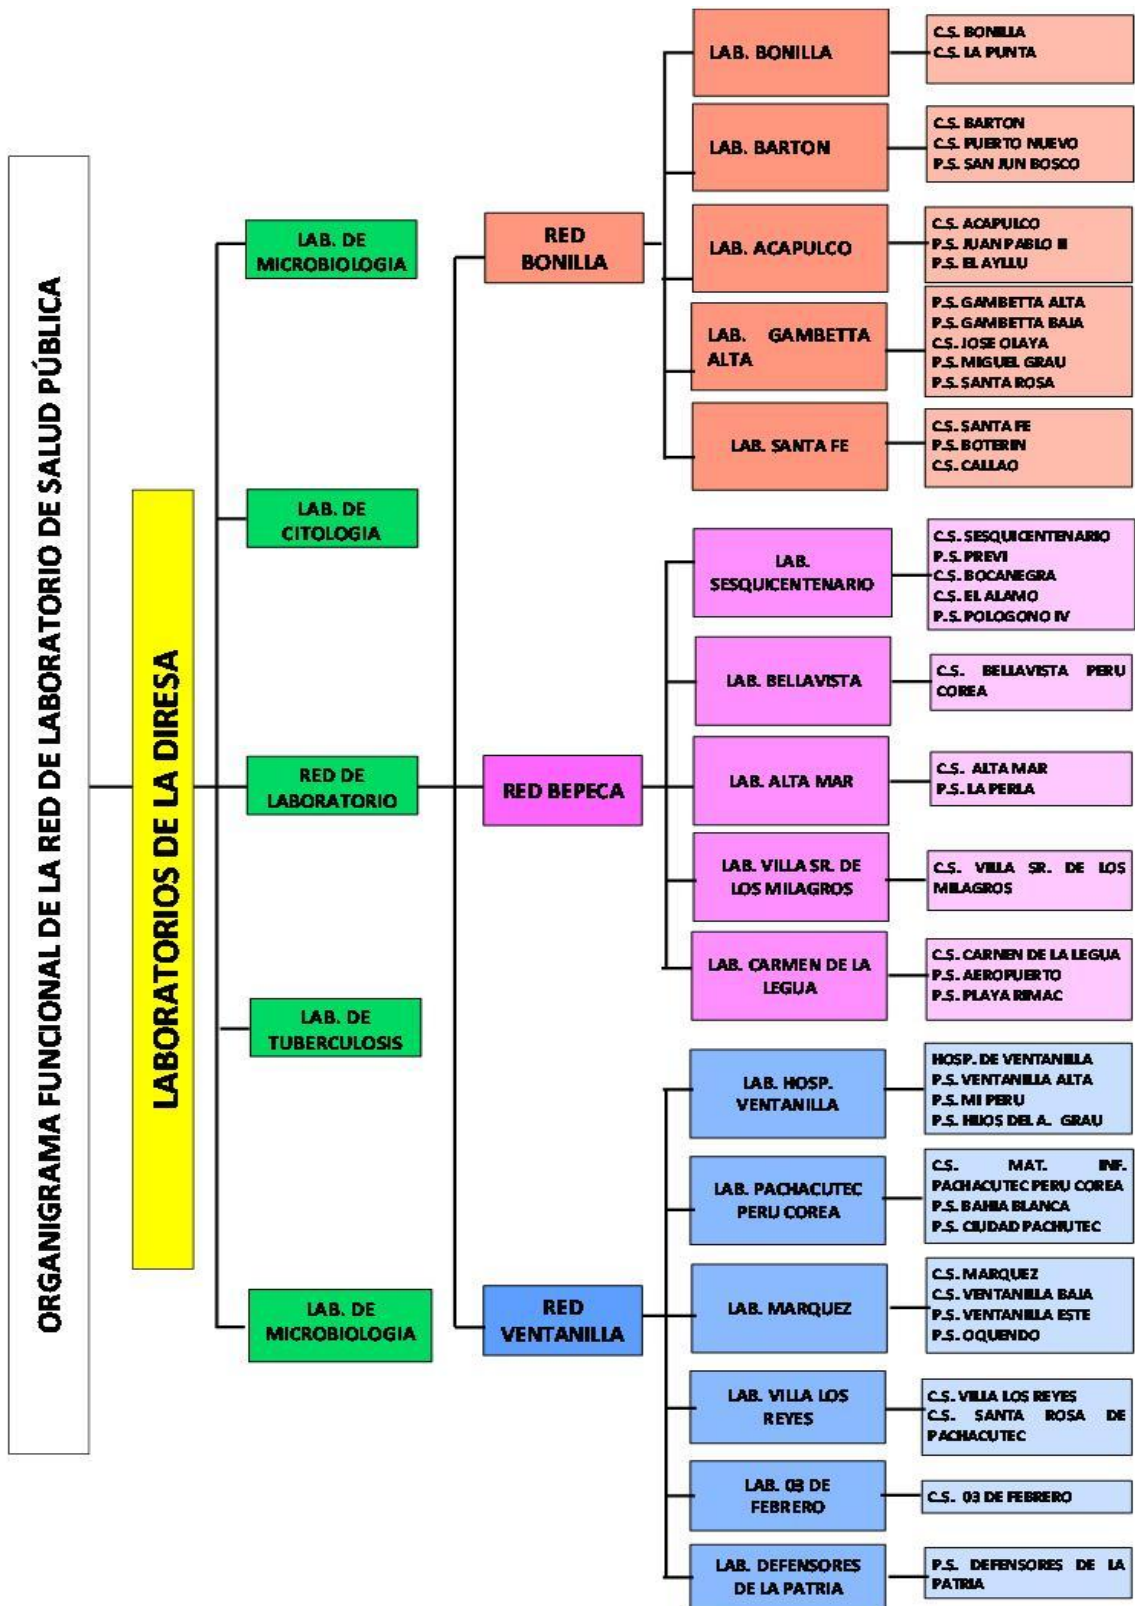 ORGANIGRAMA FUNCIONAL DE LA RED DE LABORATORIO DE SALUD PÚBLICA
LABORATORIOS DE LA DIRESA
LAB. DE
MICROBIOLOGIA
LAB. DE
CITOLOGIA
RED DE
LABORATORIO
LAB. DE
TUBERCULOSIS
LAB. DE
MICROBIOLOGIA
RED
BONILLA
LAB. BONILLA
C.S. BONILLA
C.S. LA PUNTA
LAB. BARTON
C.S. BARTON
C.S. PUERTO NUEVO
P.S. SAN JUN BOSCO
LAB. ACAPULCO
C.S. ACAPULCO
P.S. JUAN PABLO II
P.S. EL AYLLU
LAB. GAMBETTA
ALTA
P.S. GAMBETTA ALTA
P.S. GAMBETTA BAJA
C.S. JOSE OLAYA
P.S. MIGUEL GRAU
P.S. SANTA ROSA
LAB. SANTA FE
C.S. SANTA FE
P.S. BOTERIN
C.S. CALLAO
RED BEPECA
LAB.
SESQUICENTENARIO
C.S. SESQUICENTENARIO
P.S. PREVI
C.S. BOCANEGRA
C.S. EL ALAMO
P.S. POLOGONO IV
LAB. BELLAVISTA
C.S. BELLAVISTA PERU
COREA
LAB. ALTA MAR
C.S. ALTA MAR
P.S. LA PERLA
LAB. VILLA SR. DE
LOS MILAGROS
C.S. VILLA SR. DE LOS
MILAGROS
LAB. CARMEN DE LA
LEGUA
C.S. CARMEN DE LA LEGUA
P.S. AEROPUERTO
P.S. PLAYA RIMAC
RED
VENTANILLA
LAB. HOSP.
VENTANILLA
HOSP. DE VENTANILLA
P.S. VENTANILLA ALTA
P.S. MI PERU
P.S. HIJOS DEL A. GRAU
LAB. PACHACUTEC
PERU COREA
C.S. MAT. INF.
PACHACUTEC PERU COREA
P.S. BAHIA BLANCA
P.S. CIUDAD PACHUTEC
LAB. MARQUEZ
C.S. MARQUEZ
C.S. VENTANILLA BAJA
P.S. VENTANILLA ESTE
P.S. OQUENDO
LAB. VILLA LOS
REYES
C.S. VILLA LOS REYES
C.S. SANTA ROSA DE
PACHACUTEC
LAB. 03 DE
FEBRERO
C.S. 03 DE FEBRERO
LAB. DEFENSORES
DE LA PATRIA
P.S. DEFENSORES DE LA
PATRIA